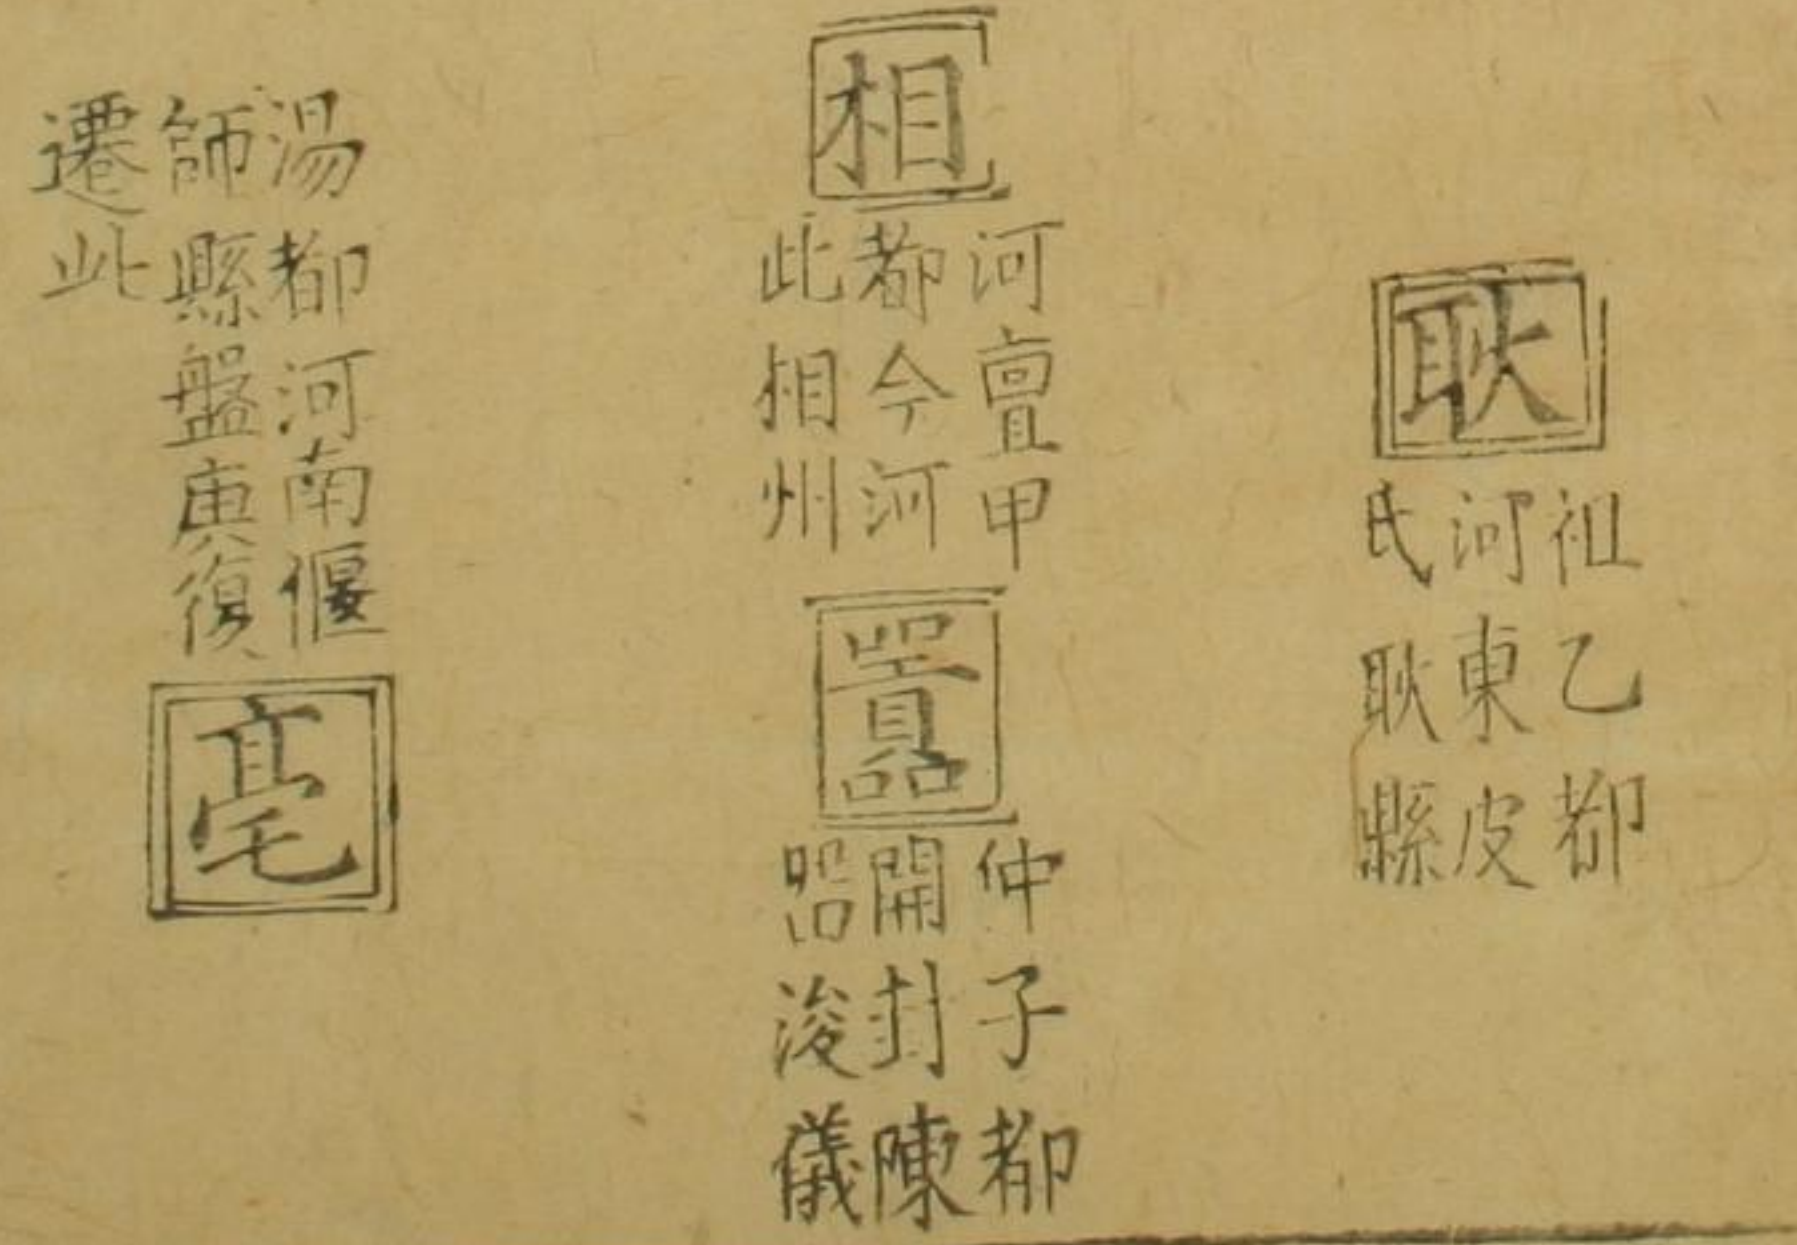 耿
祖乙都
河東皮
氏耿縣
相
河亶甲
都今河
此相州
囂
仲子都
開封陳
浚儀
湯都河南偃
師縣盤庚復
遷此
亳